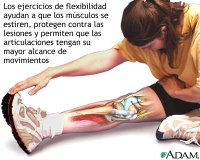 Los ejercicios de flexibilidad
ayudan a que los músculos se
estiren, protegen contra las
lesiones y permiten que las
articulaciones tengan su
mayor alcance de
movimientos
ADAM.